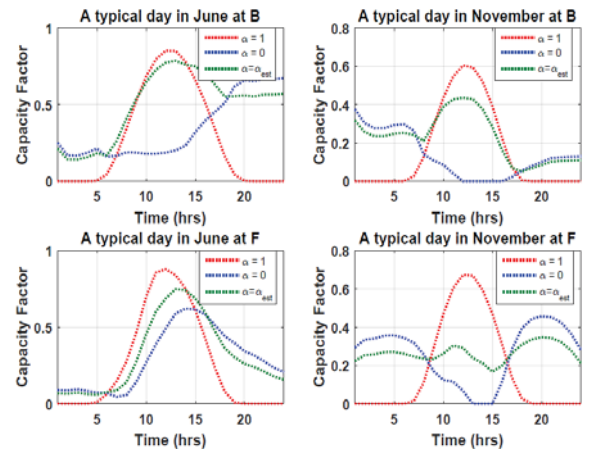 A typical day in June at B
Capacity Factor
1
0.5
0
α = 1
α = 0
α=αest
5 10 15 20
Time (hrs)
A typical day in November at B
Capacity Factor
0.8
0.6
0.4
0.2
0
α = 1
α = 0
α=αest
5 10 15 20
Time (hrs)
A typical day in June at F
Capacity Factor
1
0.5
0
α = 1
α = 0
α=αest
5 10 15 20
Time (hrs)
A typical day in November at F
Capacity Factor
0.8
0.6
0.4
0.2
0
α = 1
α = 0
α=αest
5 10 15 20
Time (hrs)